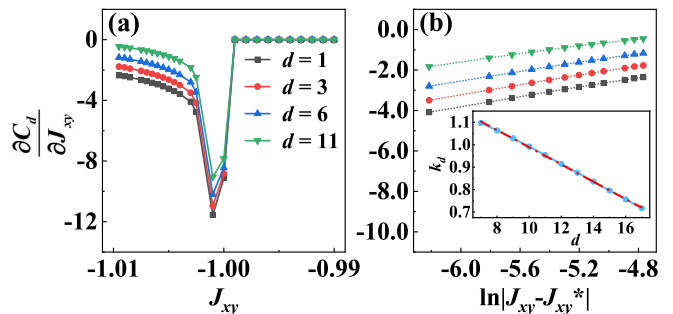 (a)
(b)
0
-4
-8
-12
∂C_d
∂J_xy
d = 1
d = 3
d = 6
d = 11
-1.01
-1.00
-0.99
J_xy
0.0
-2.0
-4.0
-6.0
-8.0
-10.0
-6.0
-5.6
-5.2
-4.8
ln|J_xy-J_xy*|
1.1
1.0
0.9
0.8
0.7
k_d
8
10
12
14
16
d